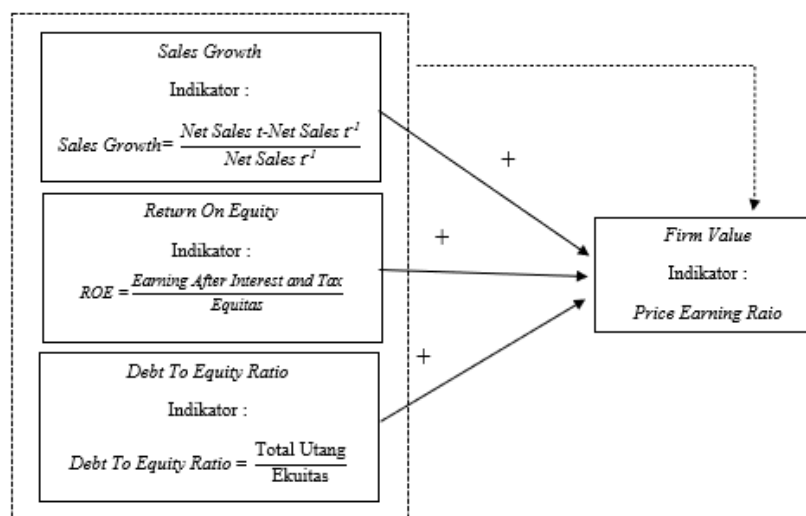 Sales Growth
Indikator :
Sales Growth= Net Sales t-Net Sales t-1
Net Sales t-1
+
Return On Equity
Indikator :
ROE = Earning After Interest and Tax
Equitas
+
Debt To Equity Ratio
Indikator :
Debt To Equity Ratio = Total Utang
Ekuitas
+
Firm Value
Indikator :
Price Earning Raio